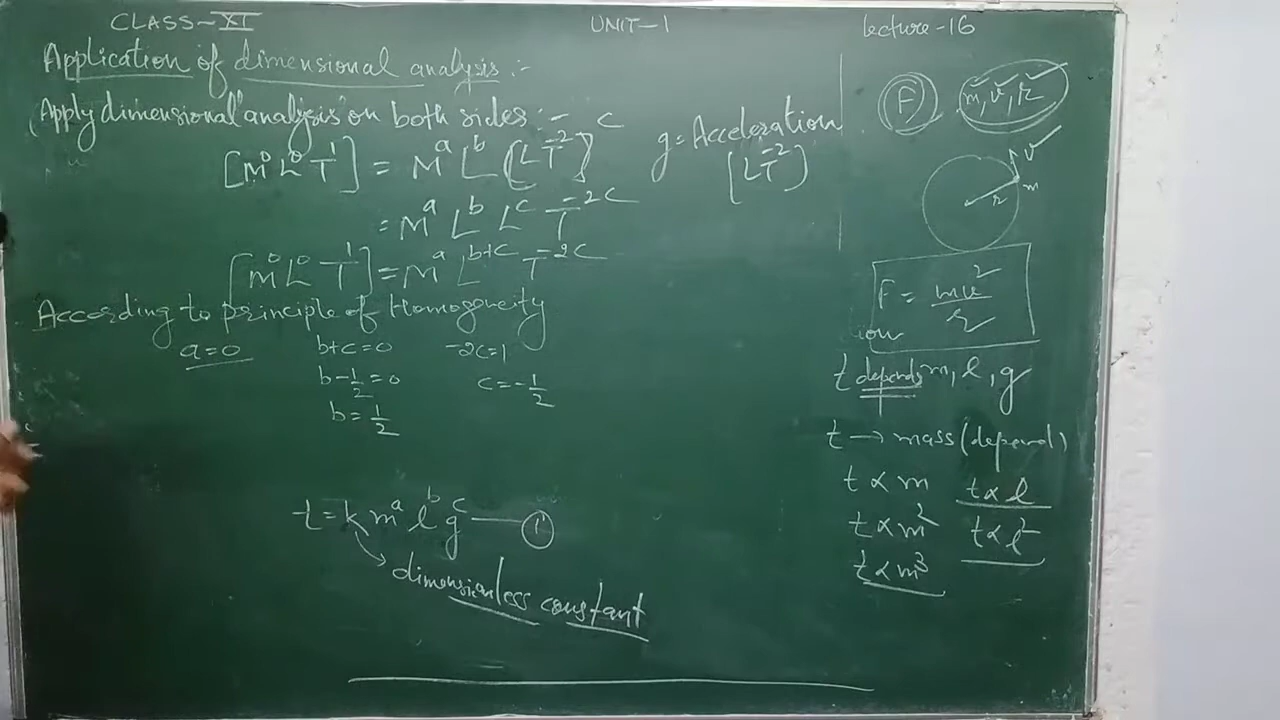 CLASS-XI UNIT-1 Lecture-16
Application of dimensional analysis :-
Apply dimensional analysis on both sides :-
[M⁰L⁰T¹] = Mᵃ Lᵇ [LT⁻²]ᶜ
= Mᵃ Lᵇ Lᶜ T⁻²ᶜ
[M⁰L⁰T¹] = Mᵃ Lᵇ⁺ᶜ T⁻²ᶜ
According to principle of Homogeneity
a=0 b+c=0 -2c=1
b-1/2=0 c=-1/2
b=1/2
t=k mᵃ lᵇ gᶜ — 1
dimensionless constant
g=Acceleration
[LT⁻²]
F m, v, r
v
m
r
F = mv²/r
ion
t depends m, l, g
t → mass (depend)
t ∝ m t ∝ l
t ∝ m² t ∝ l²
t ∝ m³